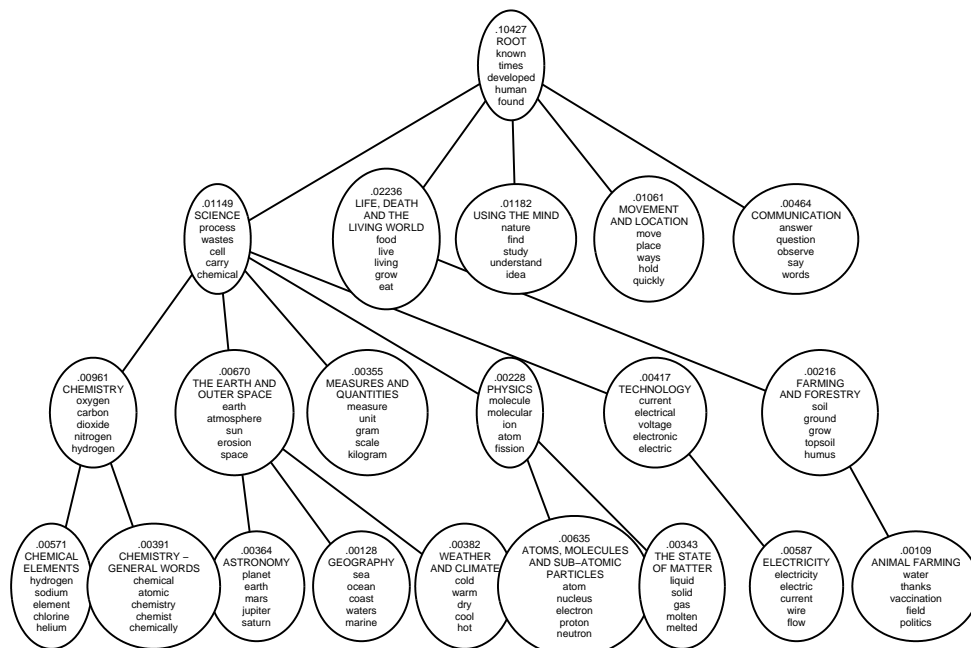 .10427
ROOT
known
times
developed
human
found
.01149
SCIENCE
process
wastes
cell
carry
chemical
.02236
LIFE, DEATH
AND THE
LIVING WORLD
food
live
living
grow
eat
.01182
USING THE MIND
nature
find
study
understand
idea
.01061
MOVEMENT
AND LOCATION
move
place
ways
hold
quickly
.00464
COMMUNICATION
answer
question
observe
say
words
.00961
CHEMISTRY
oxygen
carbon
dioxide
nitrogen
hydrogen
.00670
THE EARTH AND
OUTER SPACE
earth
atmosphere
sun
erosion
space
.00355
MEASURES AND
QUANTITIES
measure
unit
gram
scale
kilogram
.00228
PHYSICS
molecule
molecular
ion
atom
fission
.00417
TECHNOLOGY
current
electrical
voltage
electronic
electric
.00216
FARMING
AND FORESTRY
soil
ground
grow
topsoil
humus
.00571
CHEMICAL
ELEMENTS
hydrogen
sodium
element
chlorine
helium
.00391
CHEMISTRY –
GENERAL WORDS
chemical
atomic
chemistry
chemist
chemically
.00364
ASTRONOMY
planet
earth
mars
jupiter
saturn
.00128
GEOGRAPHY
sea
ocean
coast
waters
marine
.00382
WEATHER
AND CLIMATE
cold
warm
dry
cool
hot
.00635
ATOMS, MOLECULES
AND SUB–ATOMIC
PARTICLES
atom
nucleus
electron
proton
neutron
.00343
THE STATE
OF MATTER
liquid
solid
gas
molten
melted
.00587
ELECTRICITY
electricity
electric
current
wire
flow
.00109
ANIMAL FARMING
water
thanks
vaccination
field
politics